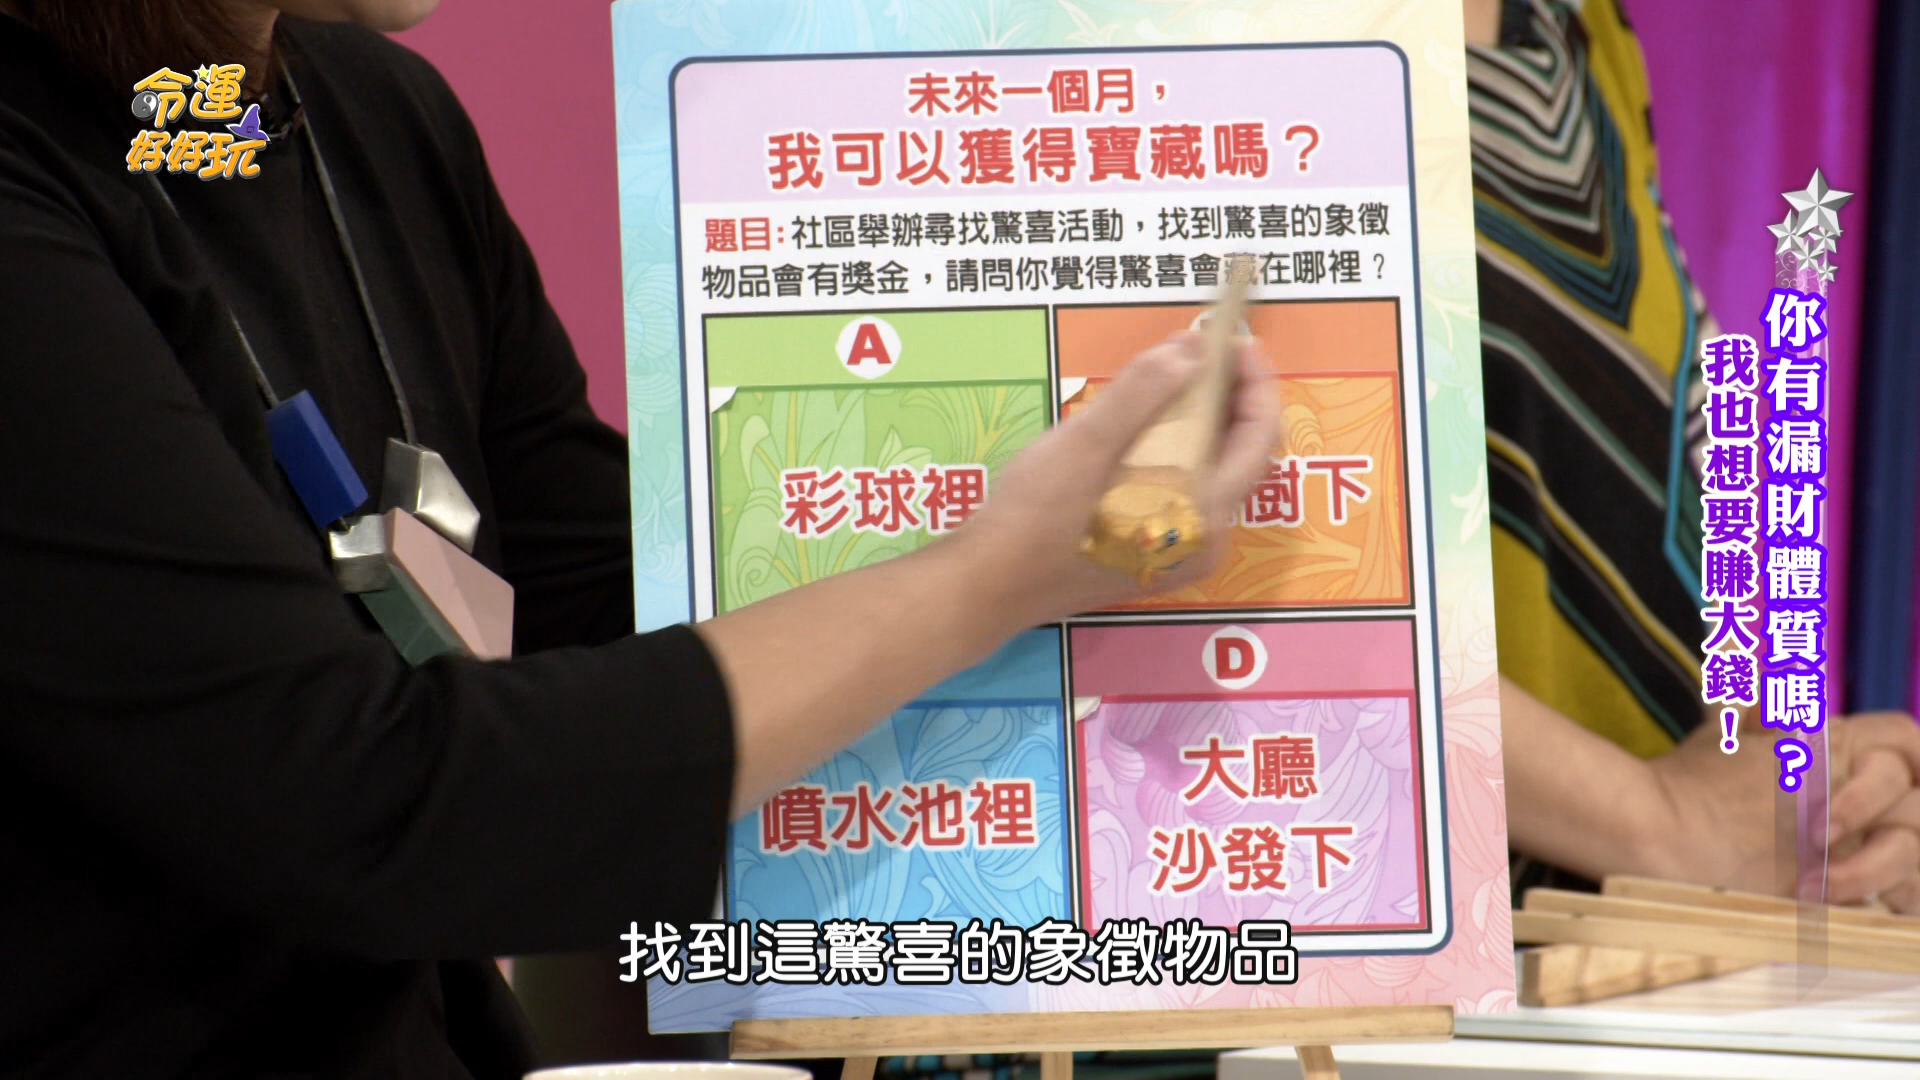 命運
好好玩
未來一個月，
我可以獲得寶藏嗎？
題目：社區舉辦尋找驚喜活動，找到驚喜的象徵
物品會有獎金，請問你覺得驚喜會藏在哪裡？
A
彩球裡
樹下
噴水池裡
D
大廳
沙發下
你有漏財體質嗎？
我也想要賺大錢！
找到這驚喜的象徵物品